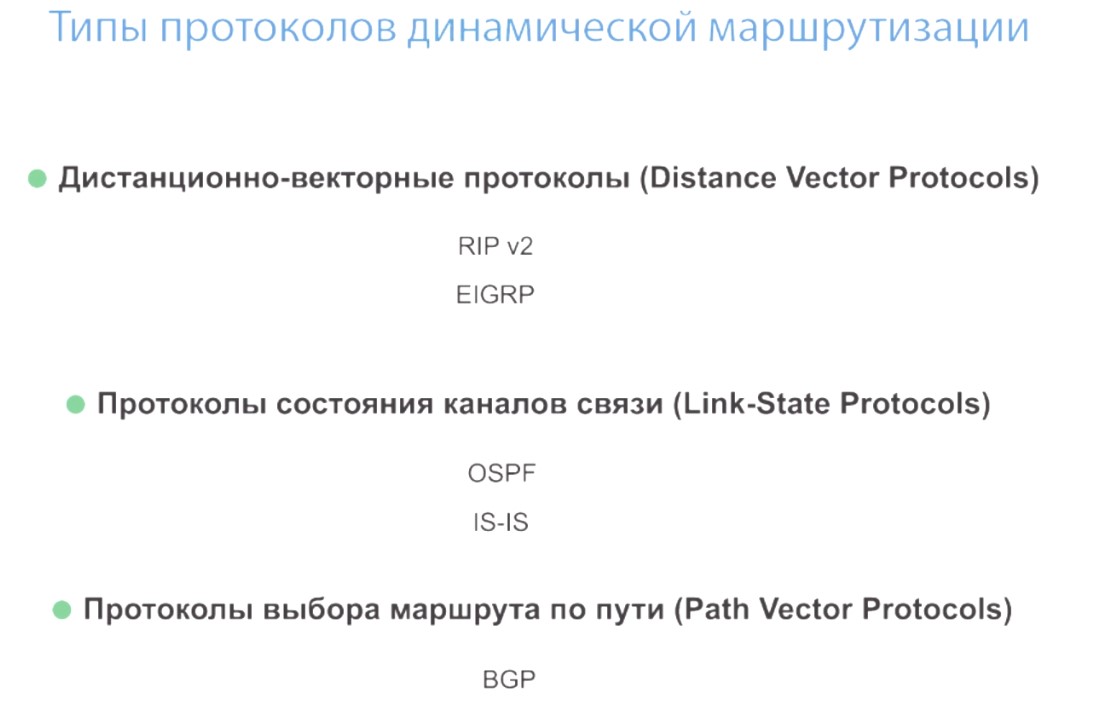 Типы протоколов динамической маршрутизации
Дистанционно-векторные протоколы (Distance Vector Protocols)
RIP v2
EIGRP
Протоколы состояния каналов связи (Link-State Protocols)
OSPF
IS-IS
Протоколы выбора маршрута по пути (Path Vector Protocols)
BGP